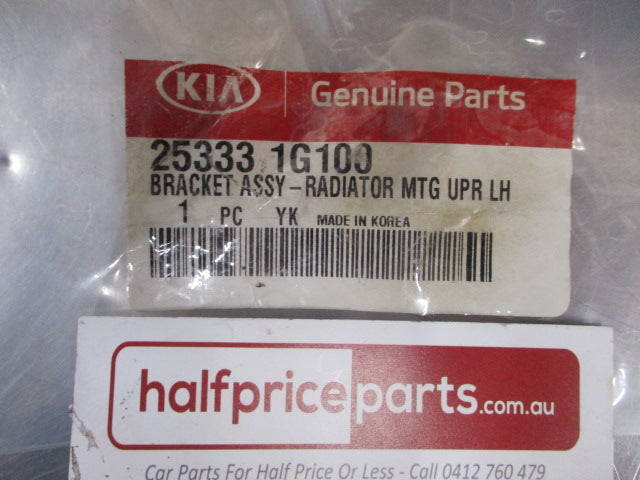 KIA Genuine Parts
25333 1G100
BRACKET ASSY-RADIATOR MTG UPR LH
1 PC YK MADE IN KOREA
halfpriceparts.com.au
Car Parts For Half Price Or Less - Call 0412 760 479